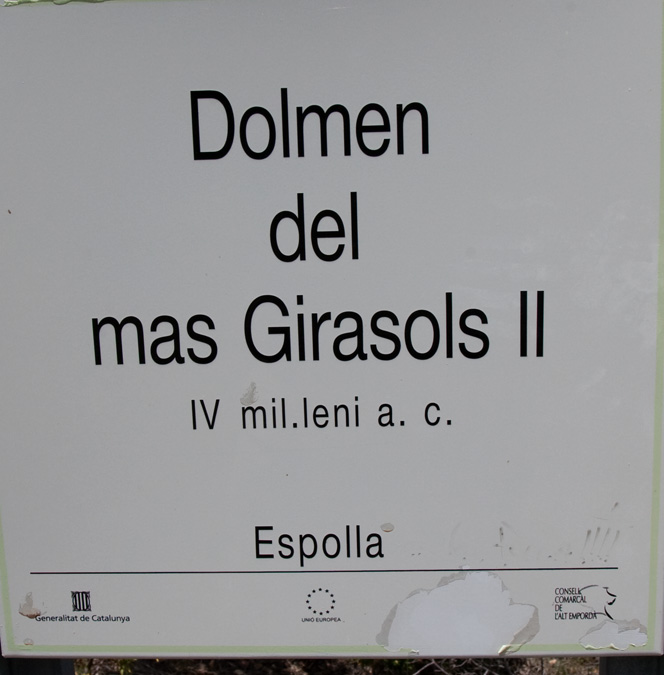 Dolmen
del
mas Girasols II
IV mil.leni a. c.
Espolla
Generalitat de Catalunya
UNIÓ EUROPEA
CONSELL
COMARCAL
DE
L'ALT EMPORDÀ